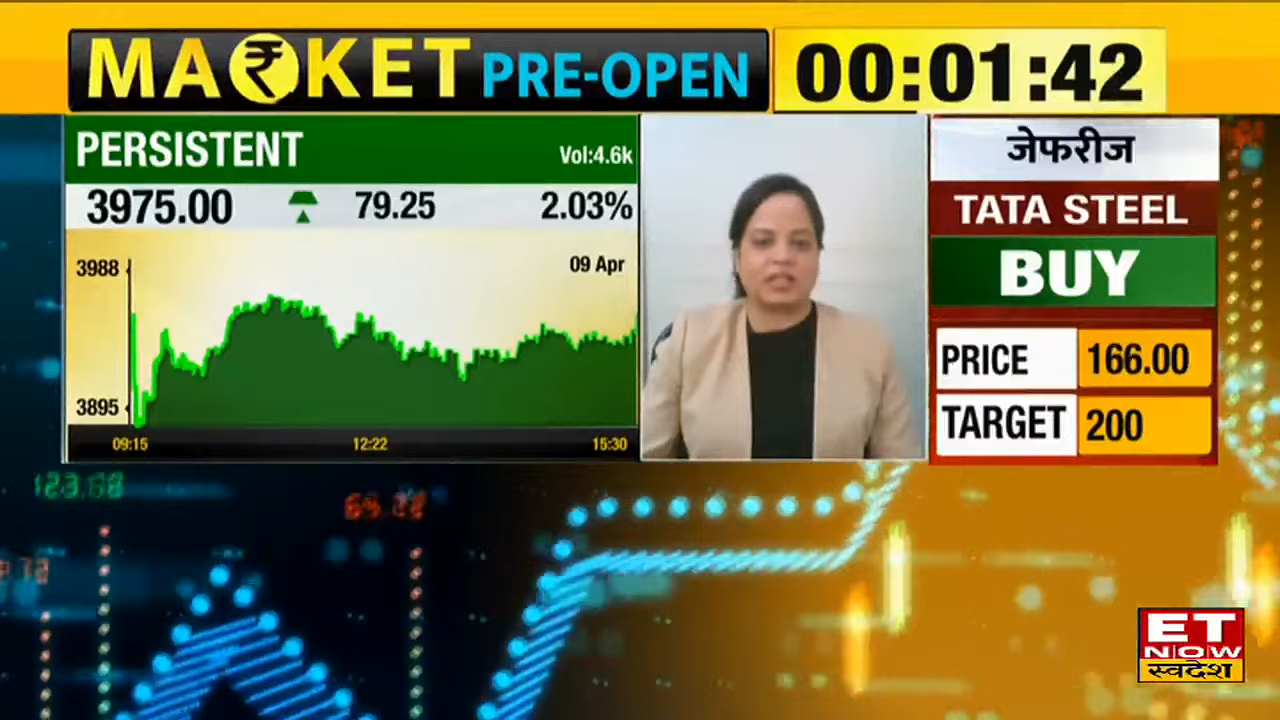 MA₹KET PRE-OPEN 00:01:42
PERSISTENT Vol:4.6k
3975.00 79.25 2.03%
3988 09 Apr
3895
09:15 12:22 15:30
जेफरीज
TATA STEEL
BUY
PRICE 166.00
TARGET 200
123.68
ET
NOW
स्वदेश